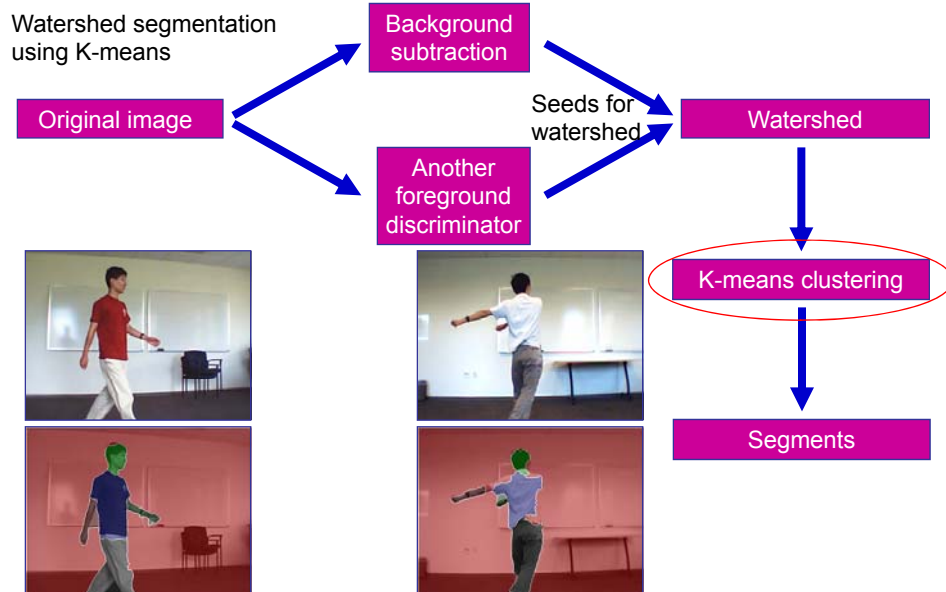 Watershed segmentation
using K-means
Background
subtraction
Original image
Seeds for
watershed
Watershed
Another
foreground
discriminator
K-means clustering
Segments